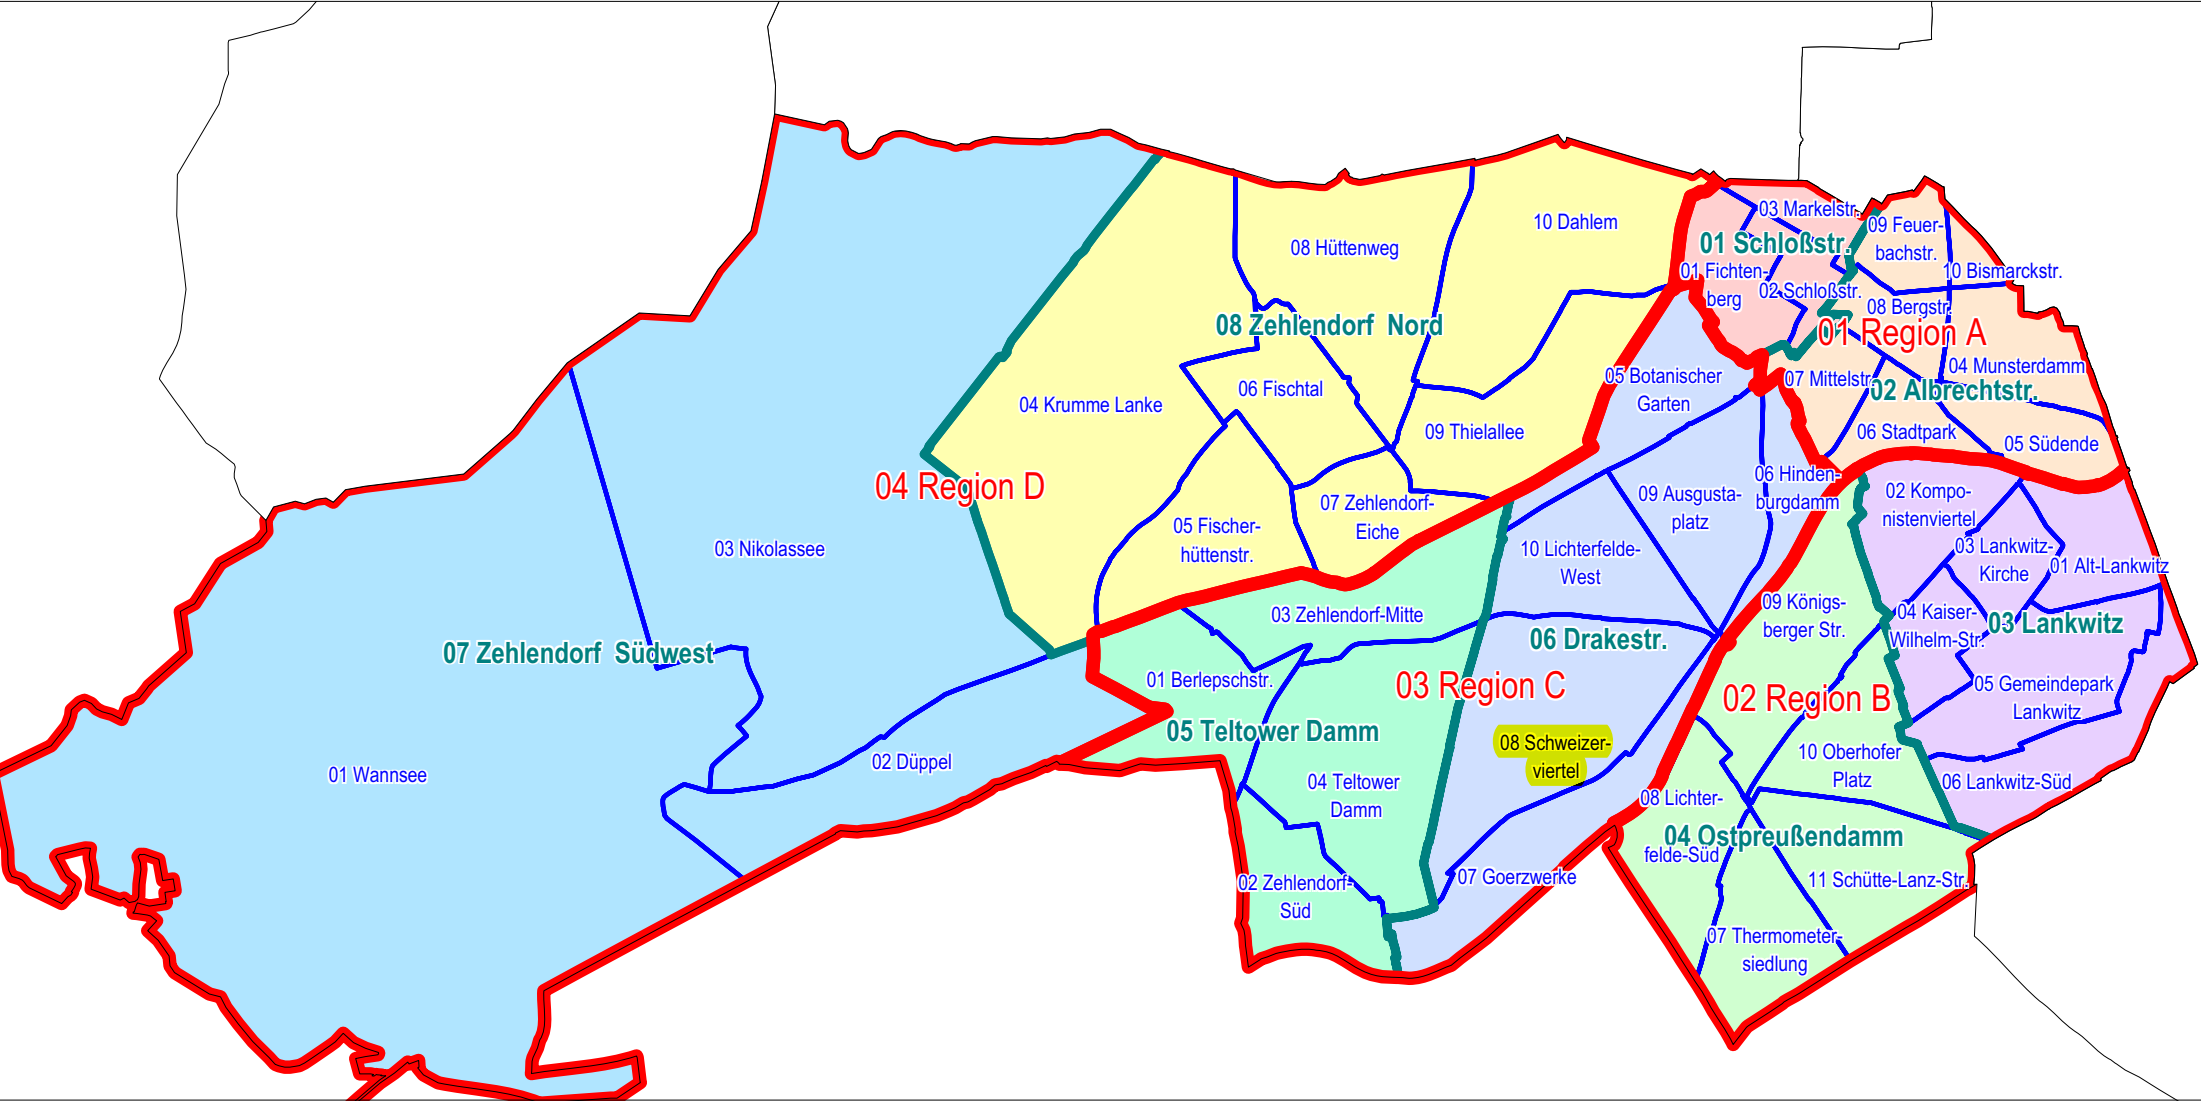 03 Markelstr.
10 Dahlem
09 Feuer-
bachstr.
01 Schloßstr.
08 Hüttenweg
01 Fichten-
berg
10 Bismarckstr.
02 Schloßstr.
08 Bergstr.
08 Zehlendorf Nord
01 Region A
04 Munsterdamm
05 Botanischer
Garten
07 Mittelstr.
02 Albrechtstr.
06 Fischtal
04 Krumme Lanke
09 Thielallee
06 Stadtpark
05 Südende
04 Region D
06 Hinden-
burgdamm
09 Ausgusta-
platz
02 Kompo-
nistenviertel
07 Zehlendorf-
Eiche
05 Fischer-
hüttenstr.
03 Nikolassee
10 Lichterfelde-
West
03 Lankwitz-
Kirche
01 Alt-Lankwitz
03 Zehlendorf-Mitte
09 Königs-
berger Str.
04 Kaiser-
Wilhelm-Str.
03 Lankwitz
07 Zehlendorf Südwest
06 Drakestr.
01 Berlepschstr.
03 Region C
02 Region B
05 Gemeindepark
Lankwitz
05 Teltower Damm
08 Schweizer-
viertel
01 Wannsee
02 Düppel
10 Oberhofer
Platz
04 Teltower
Damm
06 Lankwitz-Süd
08 Lichter-
felde-Süd
04 Ostpreußendamm
02 Zehlendorf-
Süd
07 Goerzwerke
11 Schütte-Lanz-Str.
07 Thermometer-
siedlung